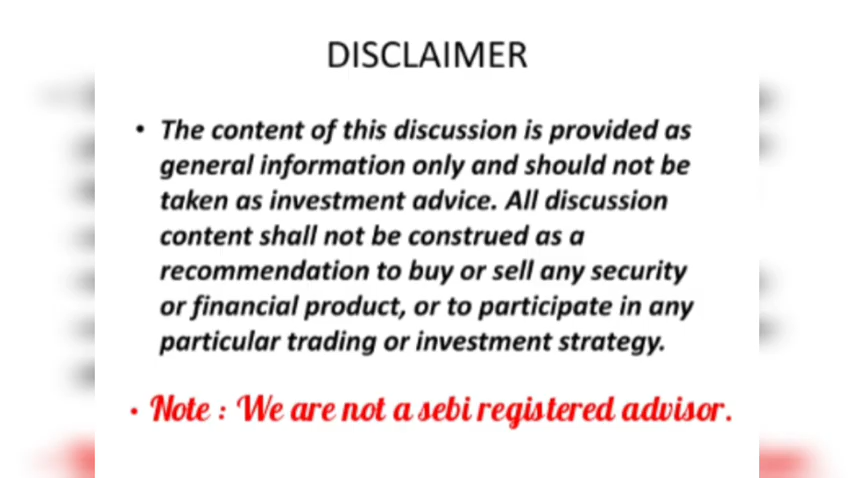 DISCLAIMER
• The content of this discussion is provided as
general information only and should not be
taken as investment advice. All discussion
content shall not be construed as a
recommendation to buy or sell any security
or financial product, or to participate in any
particular trading or investment strategy.
• Note : We are not a sebi registered advisor.